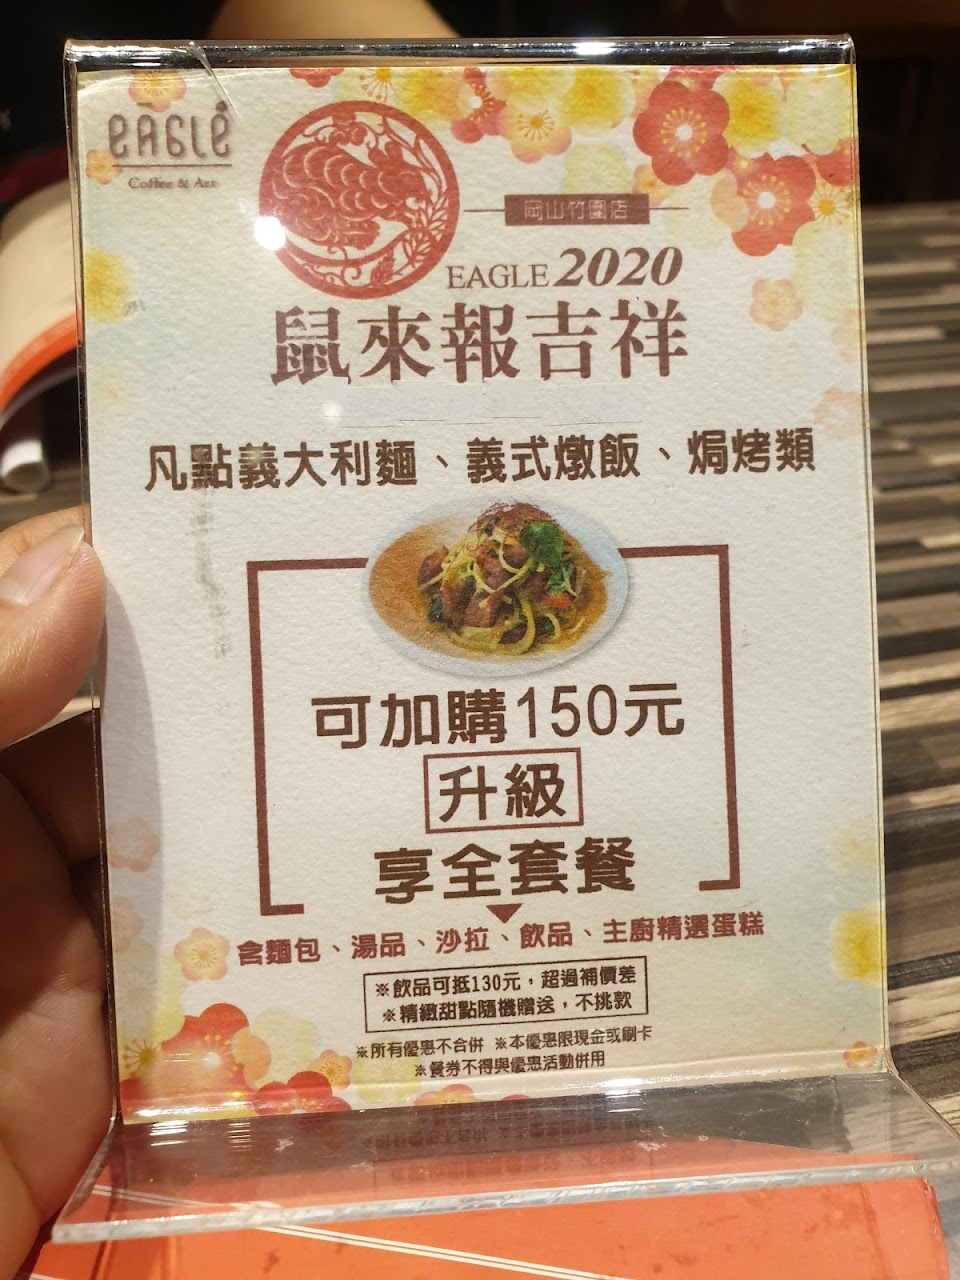 EAGLE
Coffee & Art
岡山竹圍店
EAGLE 2020
鼠來報吉祥
凡點義大利麵、義式燉飯、焗烤類
可加購150元
升級
享全套餐
含麵包、湯品、沙拉、飲品、主廚精選蛋糕
※飲品可抵130元，超過補價差
※精緻甜點隨機贈送，不挑款
※所有優惠不合併 ※本優惠限現金或刷卡
※餐券不得與優惠活動併用